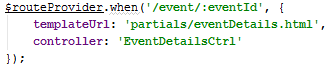 $routeProvider.when('/event/:eventId', {
    templateUrl: 'partials/eventDetails.html',
    controller: 'EventDetailsCtrl'
});